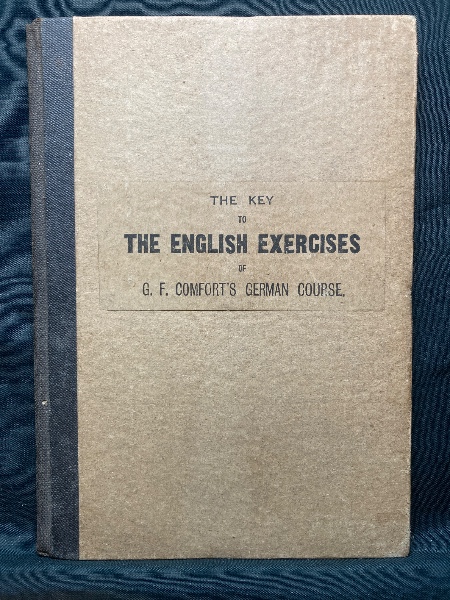 THE KEY
TO
THE ENGLISH EXERCISES
OF
G. F. COMFORT'S GERMAN COURSE.